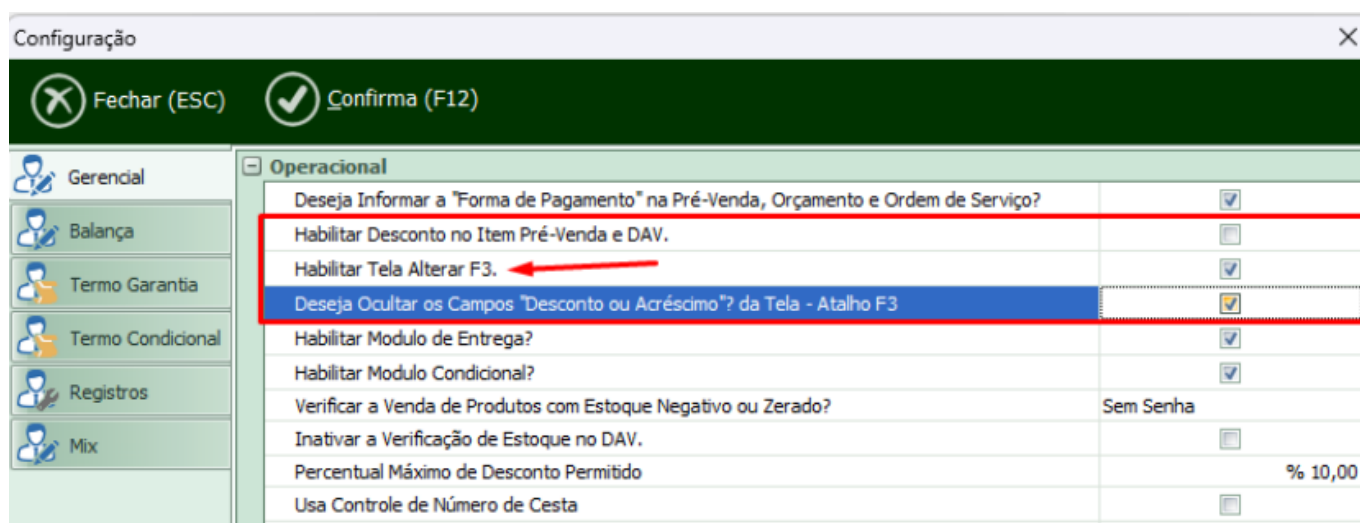 Configuração
Fechar (ESC) Confirma (F12)
Gerencial
Balança
Termo Garantia
Termo Condicional
Registros
Mix
Operacional
Deseja Informar a "Forma de Pagamento" na Pré-Venda, Orçamento e Ordem de Serviço?
Habilitar Desconto no Item Pré-Venda e DAV.
Habilitar Tela Alterar F3.
Deseja Ocultar os Campos "Desconto ou Acréscimo"? da Tela - Atalho F3
Habilitar Modulo de Entrega?
Habilitar Modulo Condicional?
Verificar a Venda de Produtos com Estoque Negativo ou Zerado? Sem Senha
Inativar a Verificação de Estoque no DAV.
Percentual Máximo de Desconto Permitido % 10,00
Usa Controle de Número de Cesta